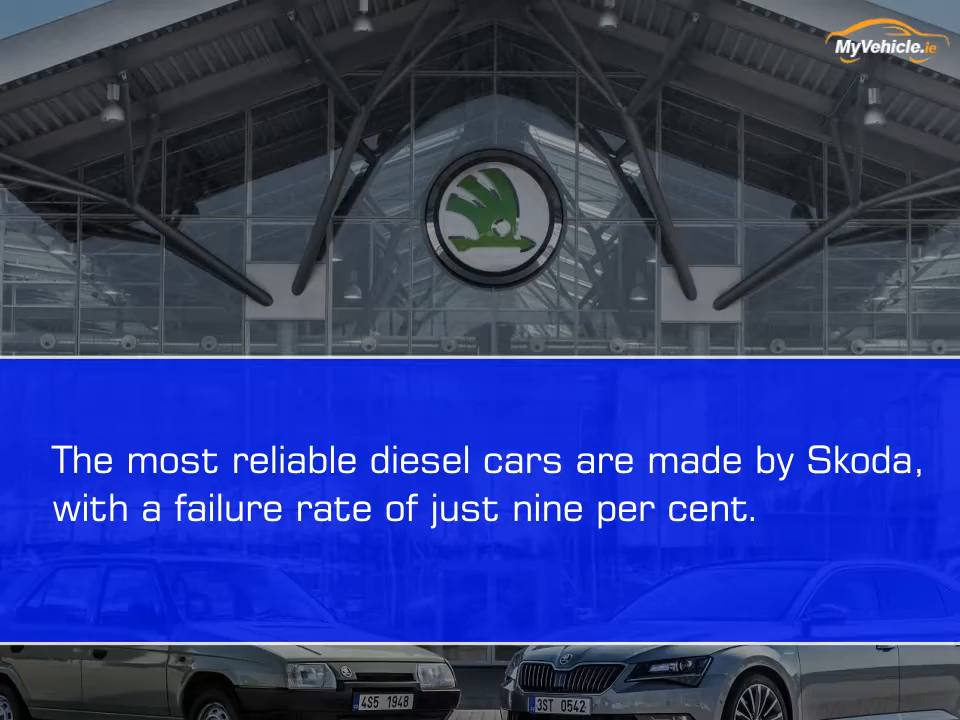 MyVehicle.ie
The most reliable diesel cars are made by Skoda,
with a failure rate of just nine per cent.
4S5 1948
3ST 0542